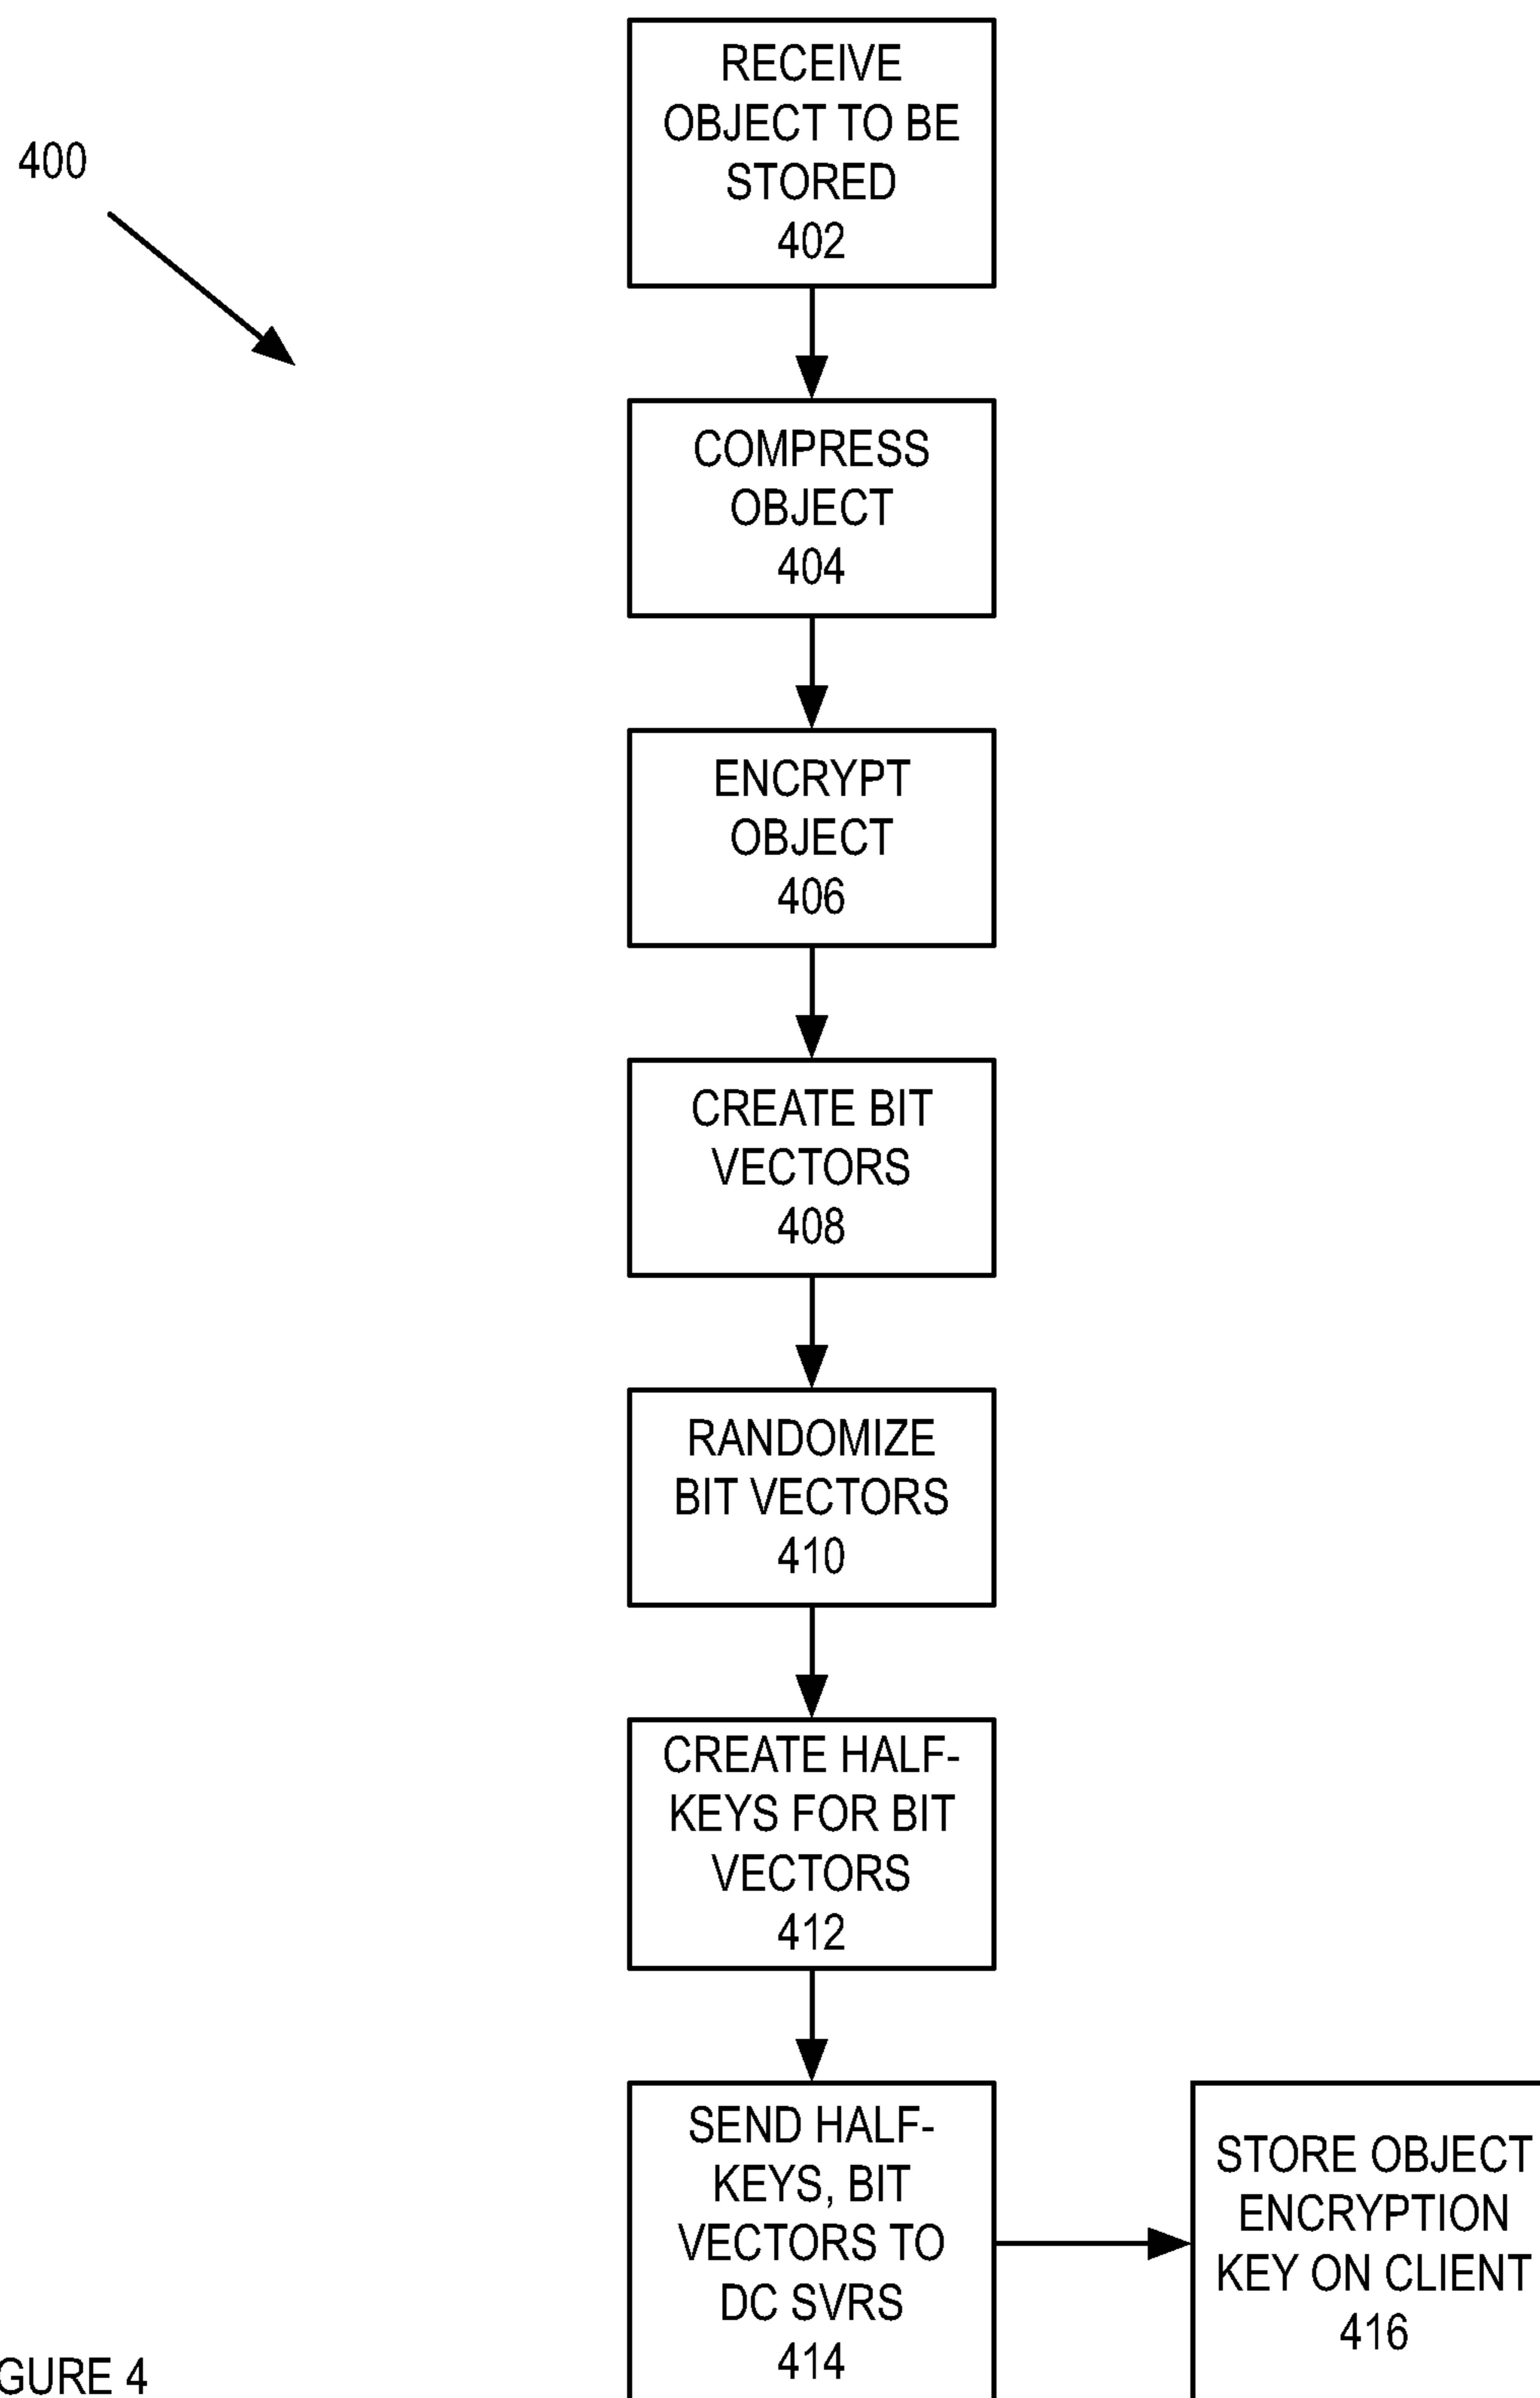 400
RECEIVE
OBJECT TO BE
STORED
402
COMPRESS
OBJECT
404
ENCRYPT
OBJECT
406
CREATE BIT
VECTORS
408
RANDOMIZE
BIT VECTORS
410
CREATE HALF-
KEYS FOR BIT
VECTORS
412
SEND HALF-
KEYS, BIT
VECTORS TO
DC SVRS
414
STORE OBJECT
ENCRYPTION
KEY ON CLIENT
416
GURE 4